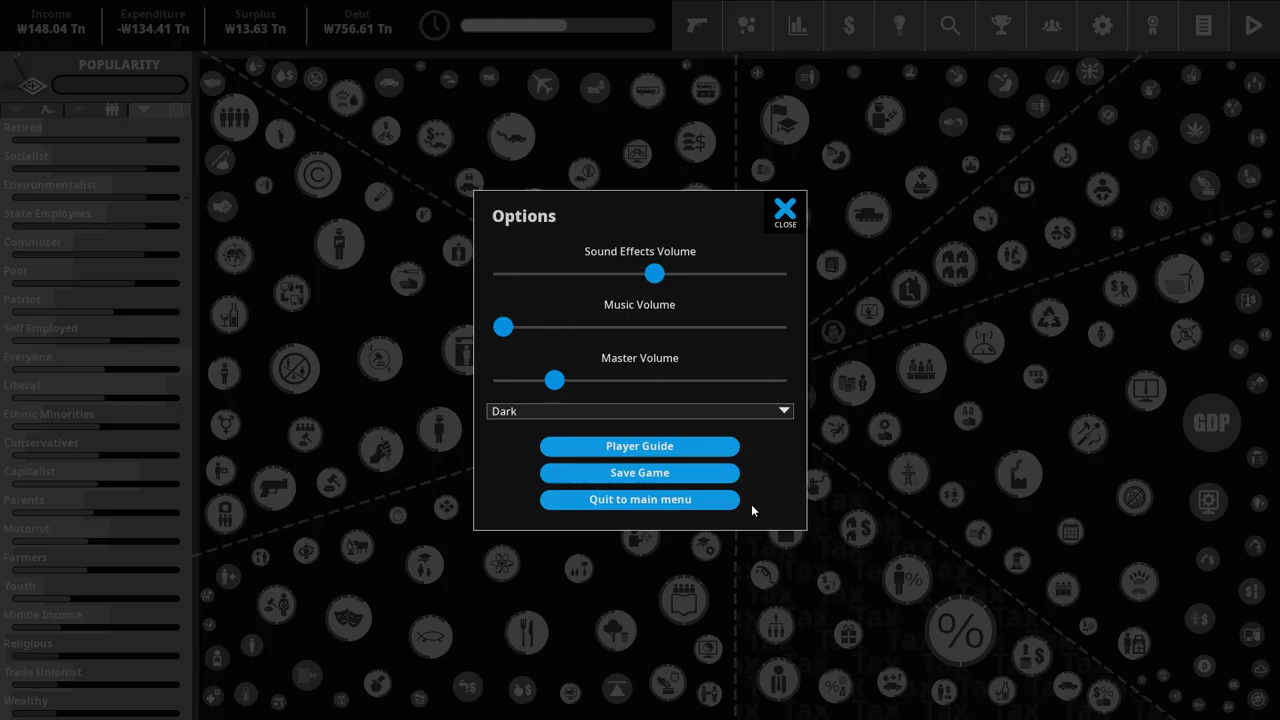 Income
Expenditure
Surplus
Debt
₩148.04 Tn
-₩134.41 Tn
₩13.63 Tn
₩756.61 Tn
POPULARITY
Retired
Socialist
Environmentalist
State Employees
Commuter
Poor
Patriot
Self Employed
Everyone
Liberal
Ethnic Minorities
Conservatives
Capitalist
Parents
Motorist
Farmers
Youth
Middle Income
Religious
Trade Unionist
Wealthy
Options
CLOSE
Sound Effects Volume
Music Volume
Master Volume
Dark
Player Guide
Save Game
Quit to main menu
GDP